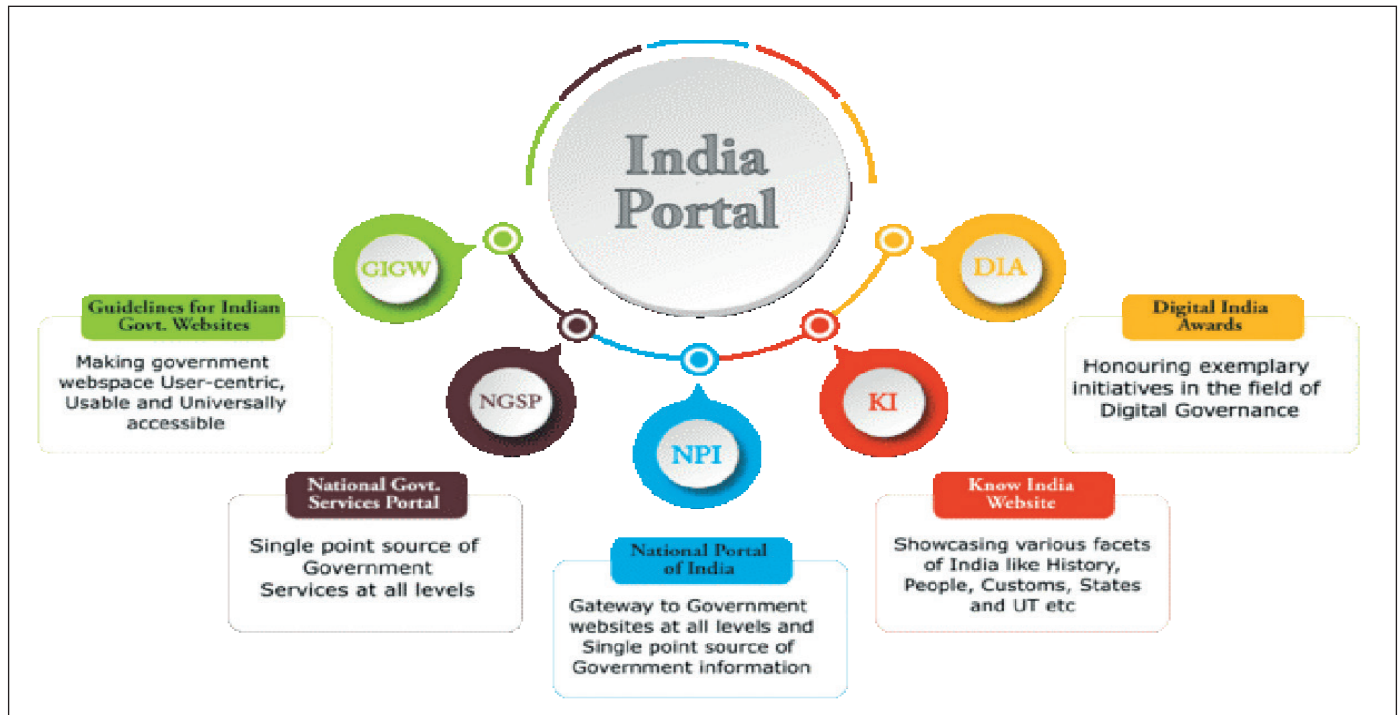 India
Portal
GIGW
NGSP
NPI
KI
DIA
Guidelines for Indian
Govt. Websites
Making government
webspace User-centric,
Usable and Universally
accessible
National Govt.
Services Portal
Single point source of
Government
Services at all levels
National Portal
of India
Gateway to Government
websites at all levels and
Single point source of
Government information
Know India
Website
Showcasing various facets
of India like History,
People, Customs, States
and UT etc
Digital India
Awards
Honouring exemplary
initiatives in the field of
Digital Governance